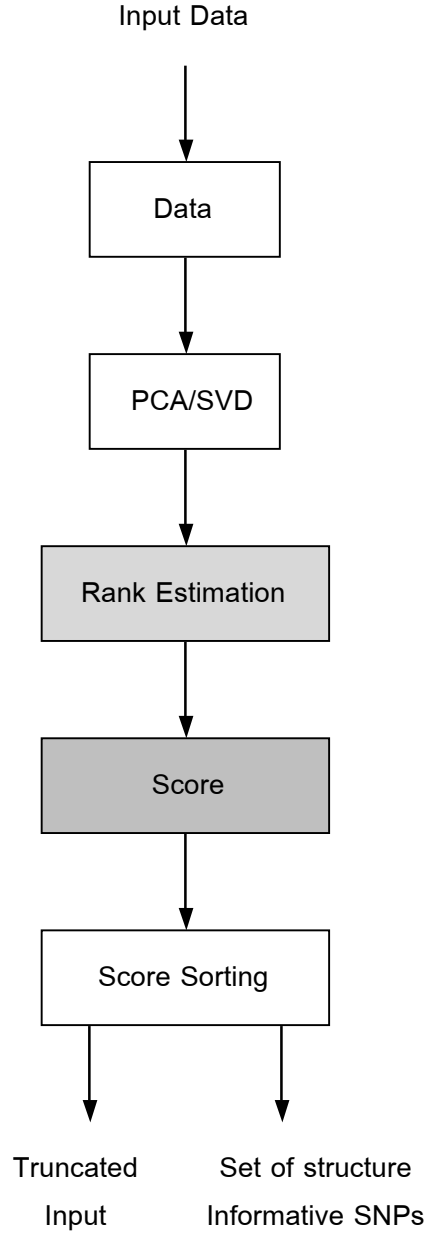 Input Data
Data
PCA/SVD
Rank Estimation
Score
Score Sorting
Truncated
Input
Set of structure
Informative SNPs